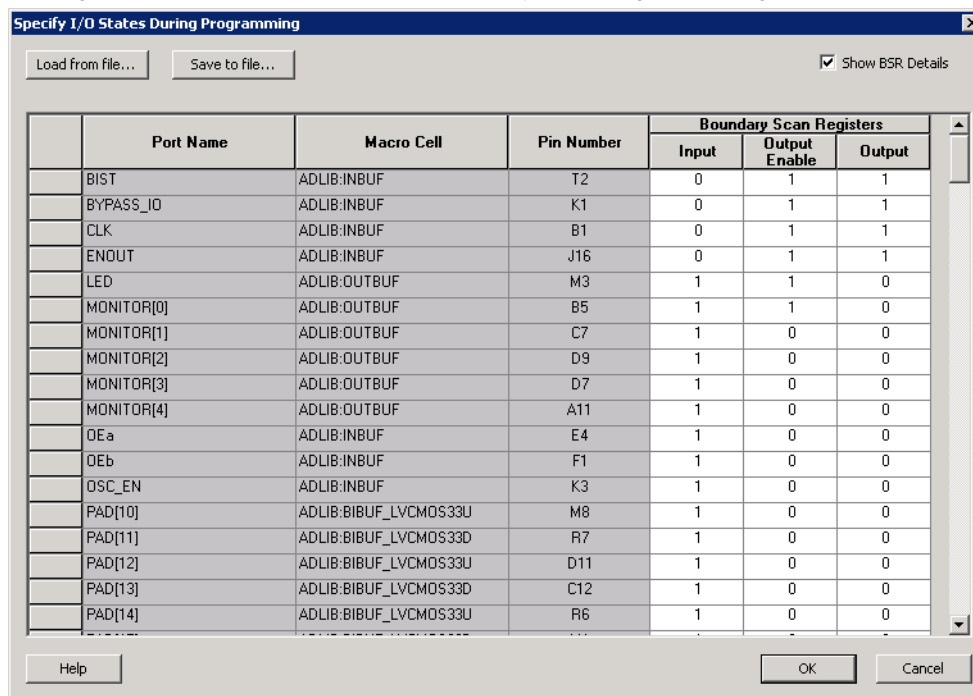 Specify I/O States During Programming
Load from file... Save to file... Show BSR Details
Port Name Macro Cell Pin Number Boundary Scan Registers
Input Output Enable Output
BIST ADLIB:INBUF T2 0 1 1
BYPASS_IO ADLIB:INBUF K1 0 1 1
CLK ADLIB:INBUF B1 0 1 1
ENOUT ADLIB:INBUF J16 0 1 1
LED ADLIB:OUTBUF M3 1 1 0
MONITOR[0] ADLIB:OUTBUF B5 1 1 0
MONITOR[1] ADLIB:OUTBUF C7 1 0 0
MONITOR[2] ADLIB:OUTBUF D9 1 0 0
MONITOR[3] ADLIB:OUTBUF D7 1 0 0
MONITOR[4] ADLIB:OUTBUF A11 1 0 0
OEa ADLIB:INBUF E4 1 0 0
OEb ADLIB:INBUF F1 1 0 0
OSC_EN ADLIB:INBUF K3 1 0 0
PAD[10] ADLIB:BIBUF_LVCMOS33U M8 1 0 0
PAD[11] ADLIB:BIBUF_LVCMOS33D R7 1 0 0
PAD[12] ADLIB:BIBUF_LVCMOS33U D11 1 0 0
PAD[13] ADLIB:BIBUF_LVCMOS33D C12 1 0 0
PAD[14] ADLIB:BIBUF_LVCMOS33U R6 1 0 0
Help OK Cancel